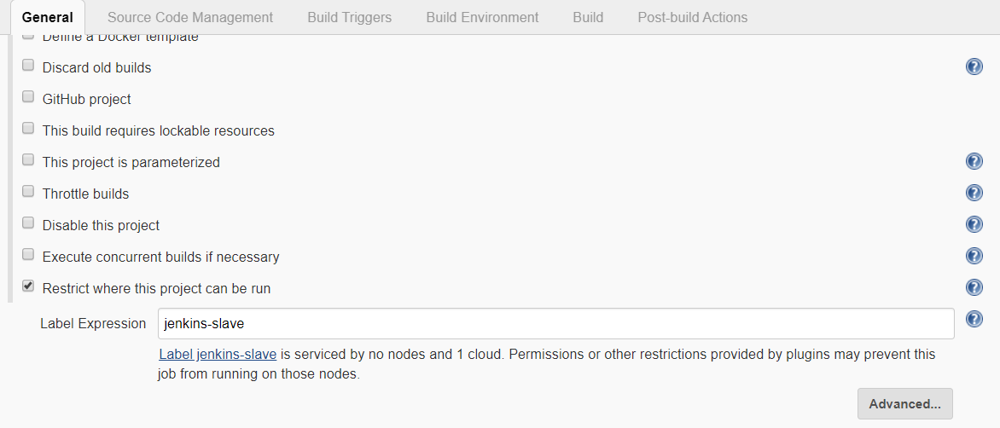 General Source Code Management Build Triggers Build Environment Build Post-build Actions
Define a Docker template
Discard old builds
GitHub project
This build requires lockable resources
This project is parameterized
Throttle builds
Disable this project
Execute concurrent builds if necessary
Restrict where this project can be run
Label Expression jenkins-slave
Label jenkins-slave is serviced by no nodes and 1 cloud. Permissions or other restrictions provided by plugins may prevent this
job from running on those nodes.
Advanced...